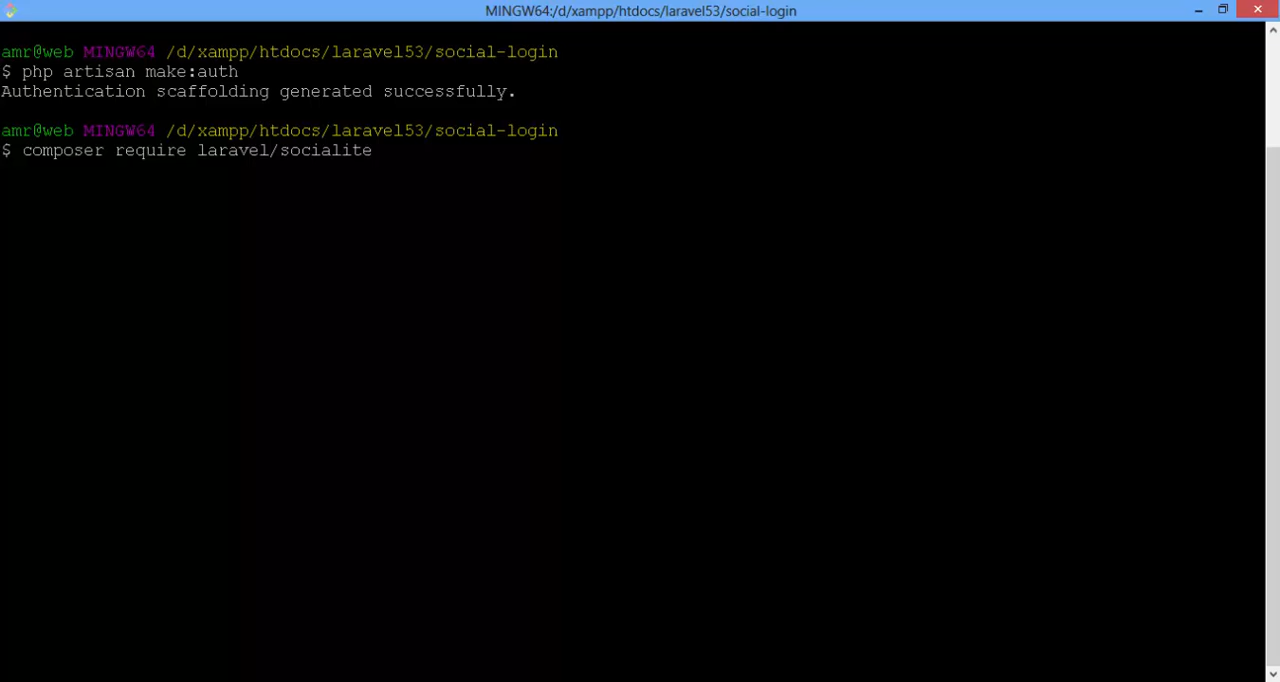 MINGW64:/d/xampp/htdocs/laravel53/social-login
amr@web MINGW64 /d/xampp/htdocs/laravel53/social-login
$ php artisan make:auth
Authentication scaffolding generated successfully.
amr@web MINGW64 /d/xampp/htdocs/laravel53/social-login
$ composer require laravel/socialite